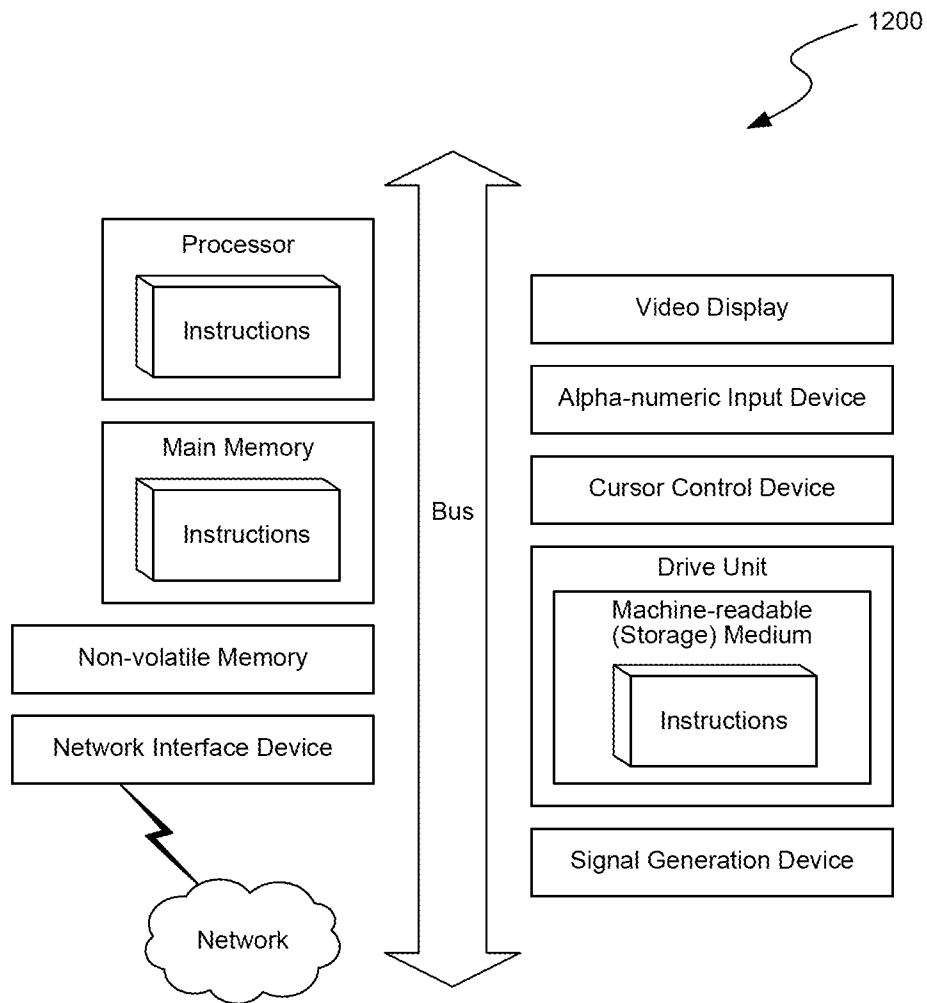 1200
Processor
Instructions
Main Memory
Instructions
Non-volatile Memory
Network Interface Device
Network
Bus
Video Display
Alpha-numeric Input Device
Cursor Control Device
Drive Unit
Machine-readable
(Storage) Medium
Instructions
Signal Generation Device